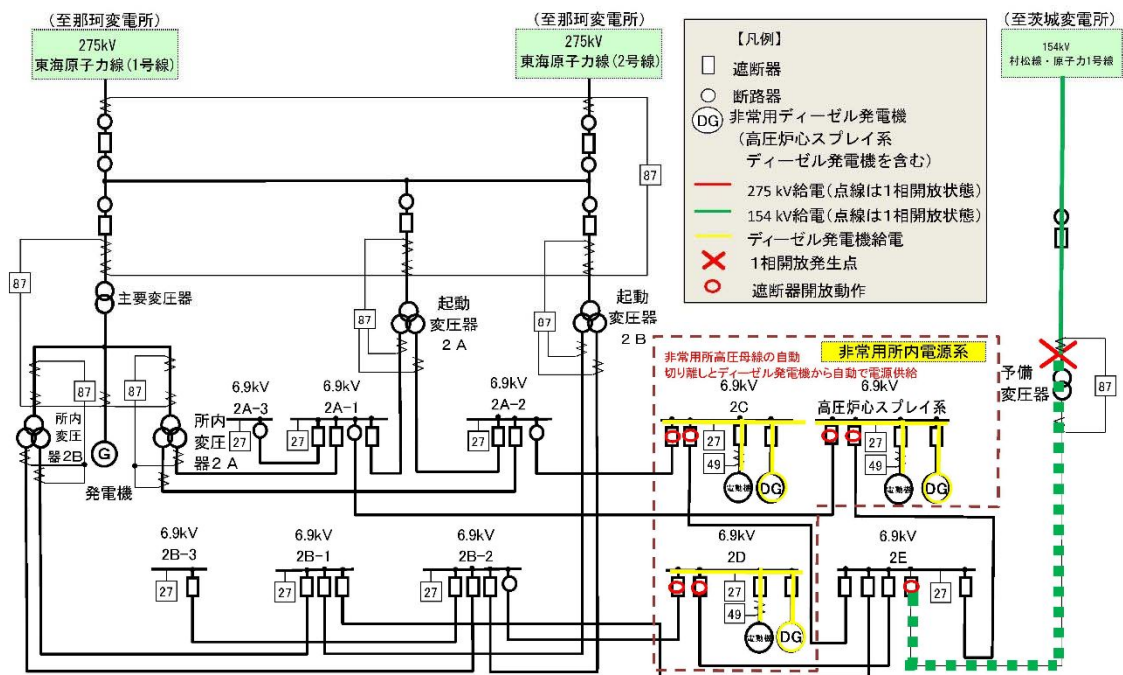 (至那珂変電所)
275kV
東海原子力線(1号線)
(至那珂変電所)
275kV
東海原子力線(2号線)
(至茨城変電所)
154kV
村松線・原子力1号線
【凡例】
遮断器
断路器
DG
非常用ディーゼル発電機
(高圧炉心スプレイ系
ディーゼル発電機を含む)
275 kV給電(点線は1相開放状態)
154 kV給電(点線は1相開放状態)
ディーゼル発電機給電
1相開放発生点
遮断器開放動作
87
87
主要変圧器
87
起動
変圧器
2A
87
起動
変圧器
2B
87
87
所内
変圧
器2B
G
発電機
所内
変圧
器2A
6.9kV
2A-3
27
6.9kV
2A-1
27
6.9kV
2A-2
27
非常用所高圧母線の自動
切り離しとディーゼル発電機から自動で電源供給
非常用所内電源系
6.9kV
2C
27
49
電動機
DG
6.9kV
高圧炉心スプレイ系
27
49
電動機
DG
予備
変圧器
87
6.9kV
2B-3
27
6.9kV
2B-1
27
6.9kV
2B-2
27
6.9kV
2D
27
49
電動機
DG
6.9kV
2E
27